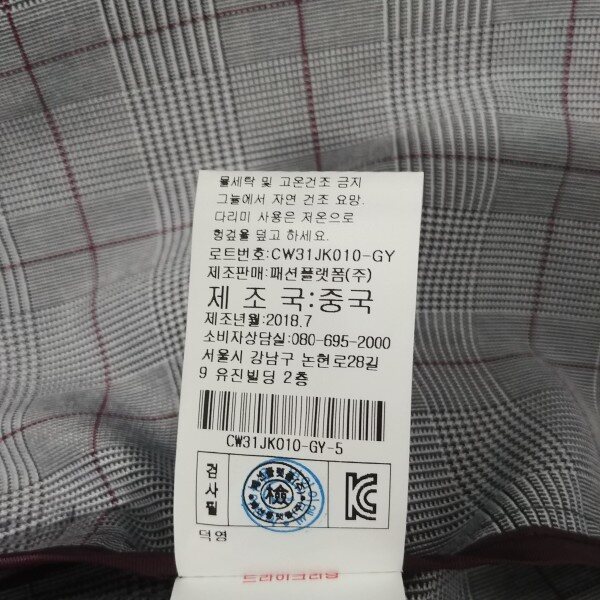 물세탁 및 고온건조 금지
그늘에서 자연 건조 요망.
다리미 사용은 저온으로
헝겊을 덮고 하세요.
로트번호:CW31JK010-GY
제조판매:패션플랫폼(주)
제 조 국:중국
제조년월:2018.7
소비자상담실:080-695-2000
서울시 강남구 논현로28길
9 유진빌딩 2층
CW31JK010-GY-5
검
사
필
檢
덕영